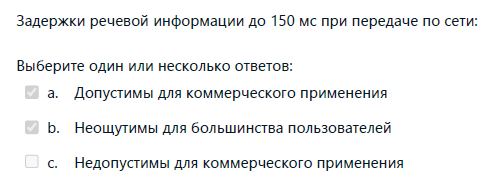 Задержки речевой информации до 150 мс при передаче по сети:
Выберите один или несколько ответов:
a. Допустимы для коммерческого применения
b. Неощутимы для большинства пользователей
c. Недопустимы для коммерческого применения